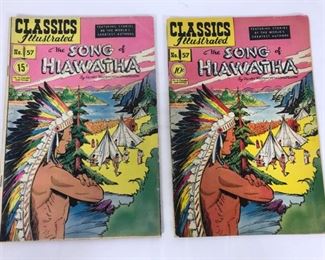 CLASSICS
Illustrated
FEATURING STORIES
BY THE WORLD'S
GREATEST AUTHORS
No. 57
The SONG of
HIAWATHA
15¢
CLASSICS
Illustrated
FEATURING STORIES
BY THE WORLD'S
GREATEST AUTHORS
No. 57
The SONG of
HIAWATHA
10¢